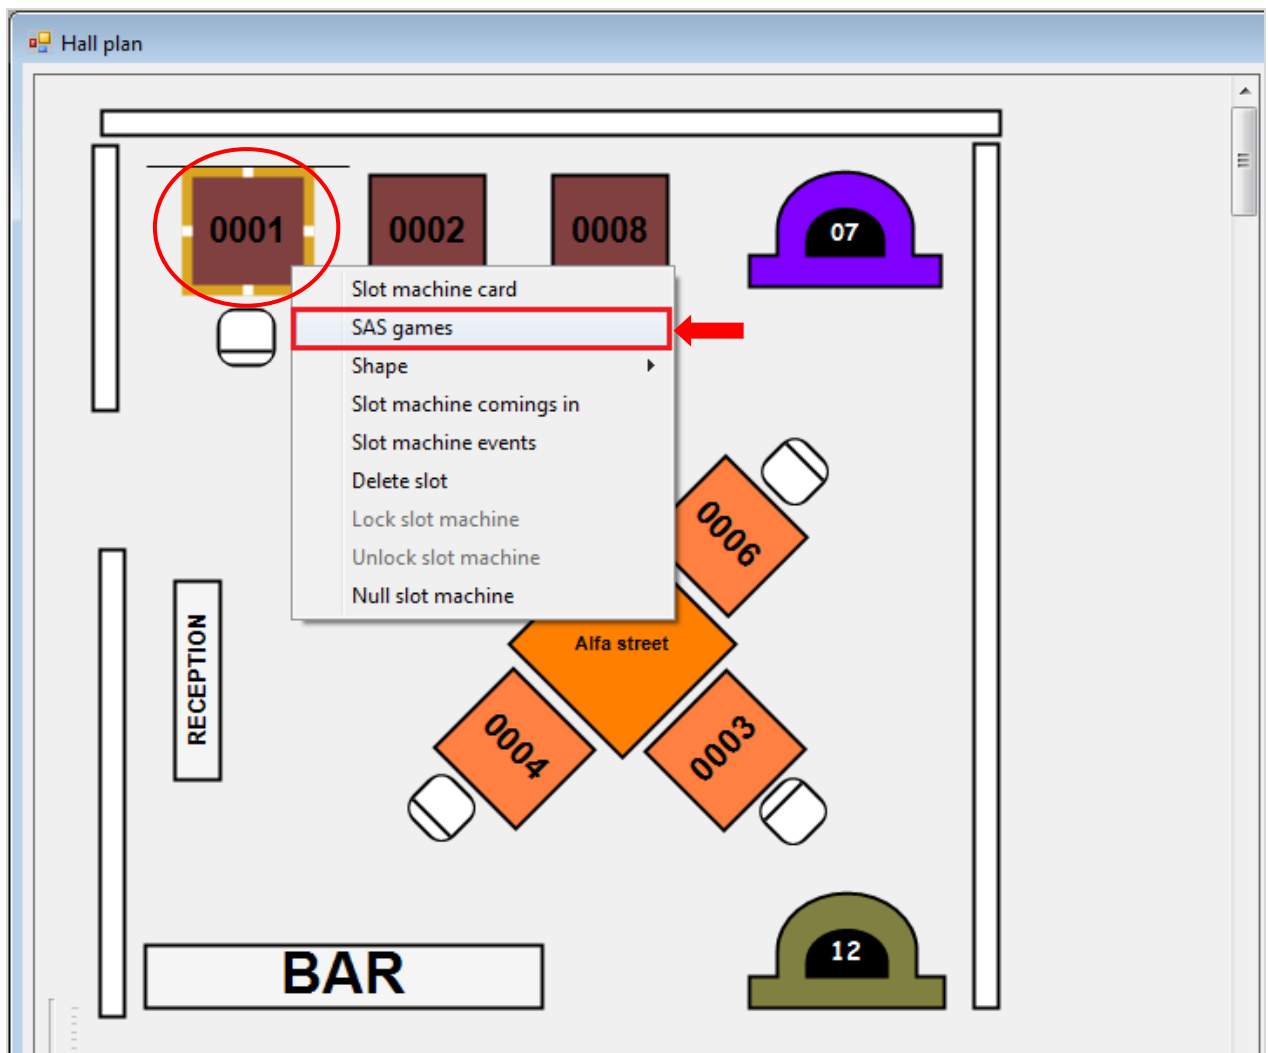 Hall plan
0001
0002
0008
07
Slot machine card
SAS games
Shape
Slot machine comings in
Slot machine events
Delete slot
Lock slot machine
Unlock slot machine
Null slot machine
0006
Alfa street
RECEPTION
0004
0003
12
BAR